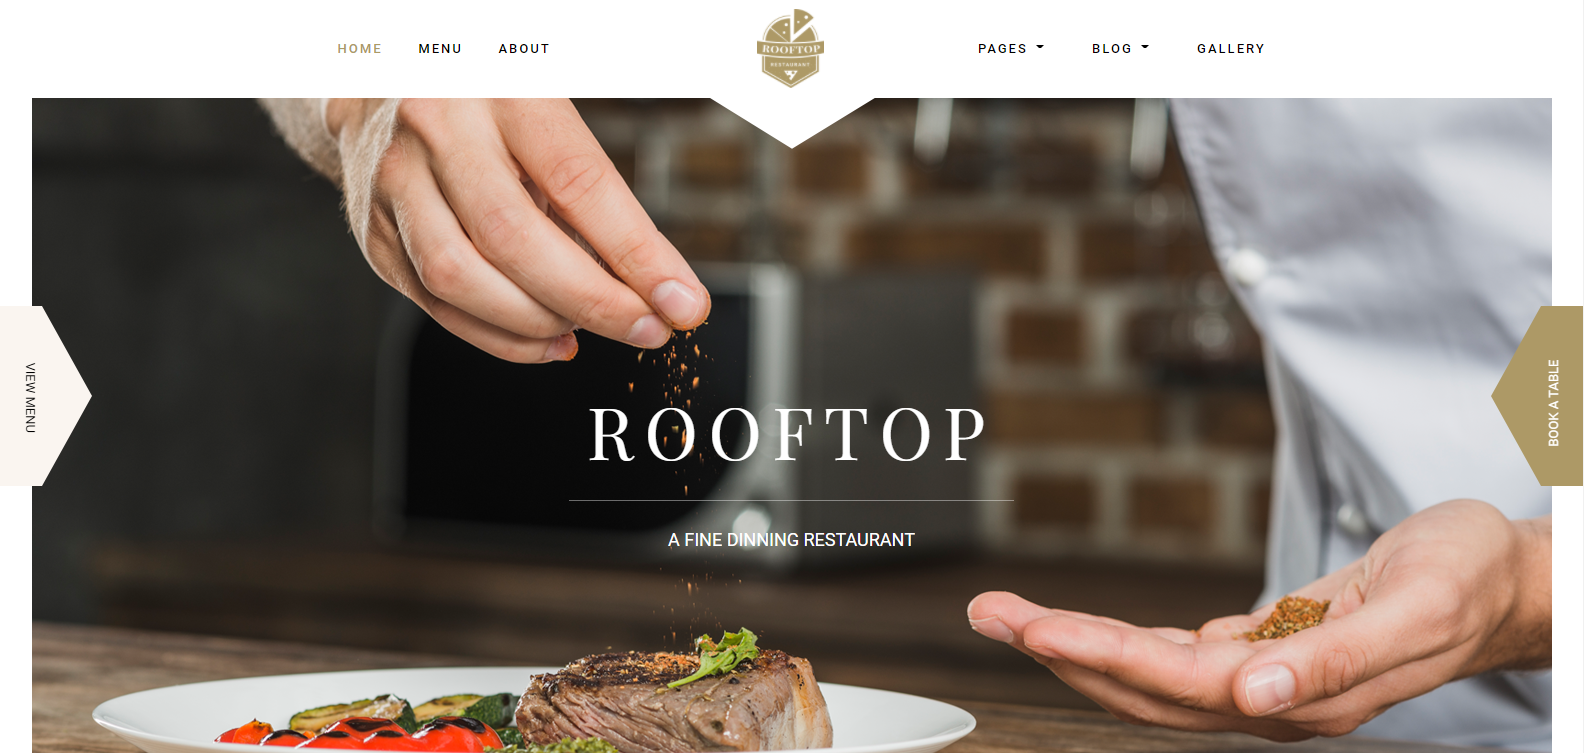 HOME MENU ABOUT
ROOFTOP
RESTAURANT
PAGES BLOG GALLERY
VIEW MENU
BOOK A TABLE
ROOFTOP
A FINE DINNING RESTAURANT